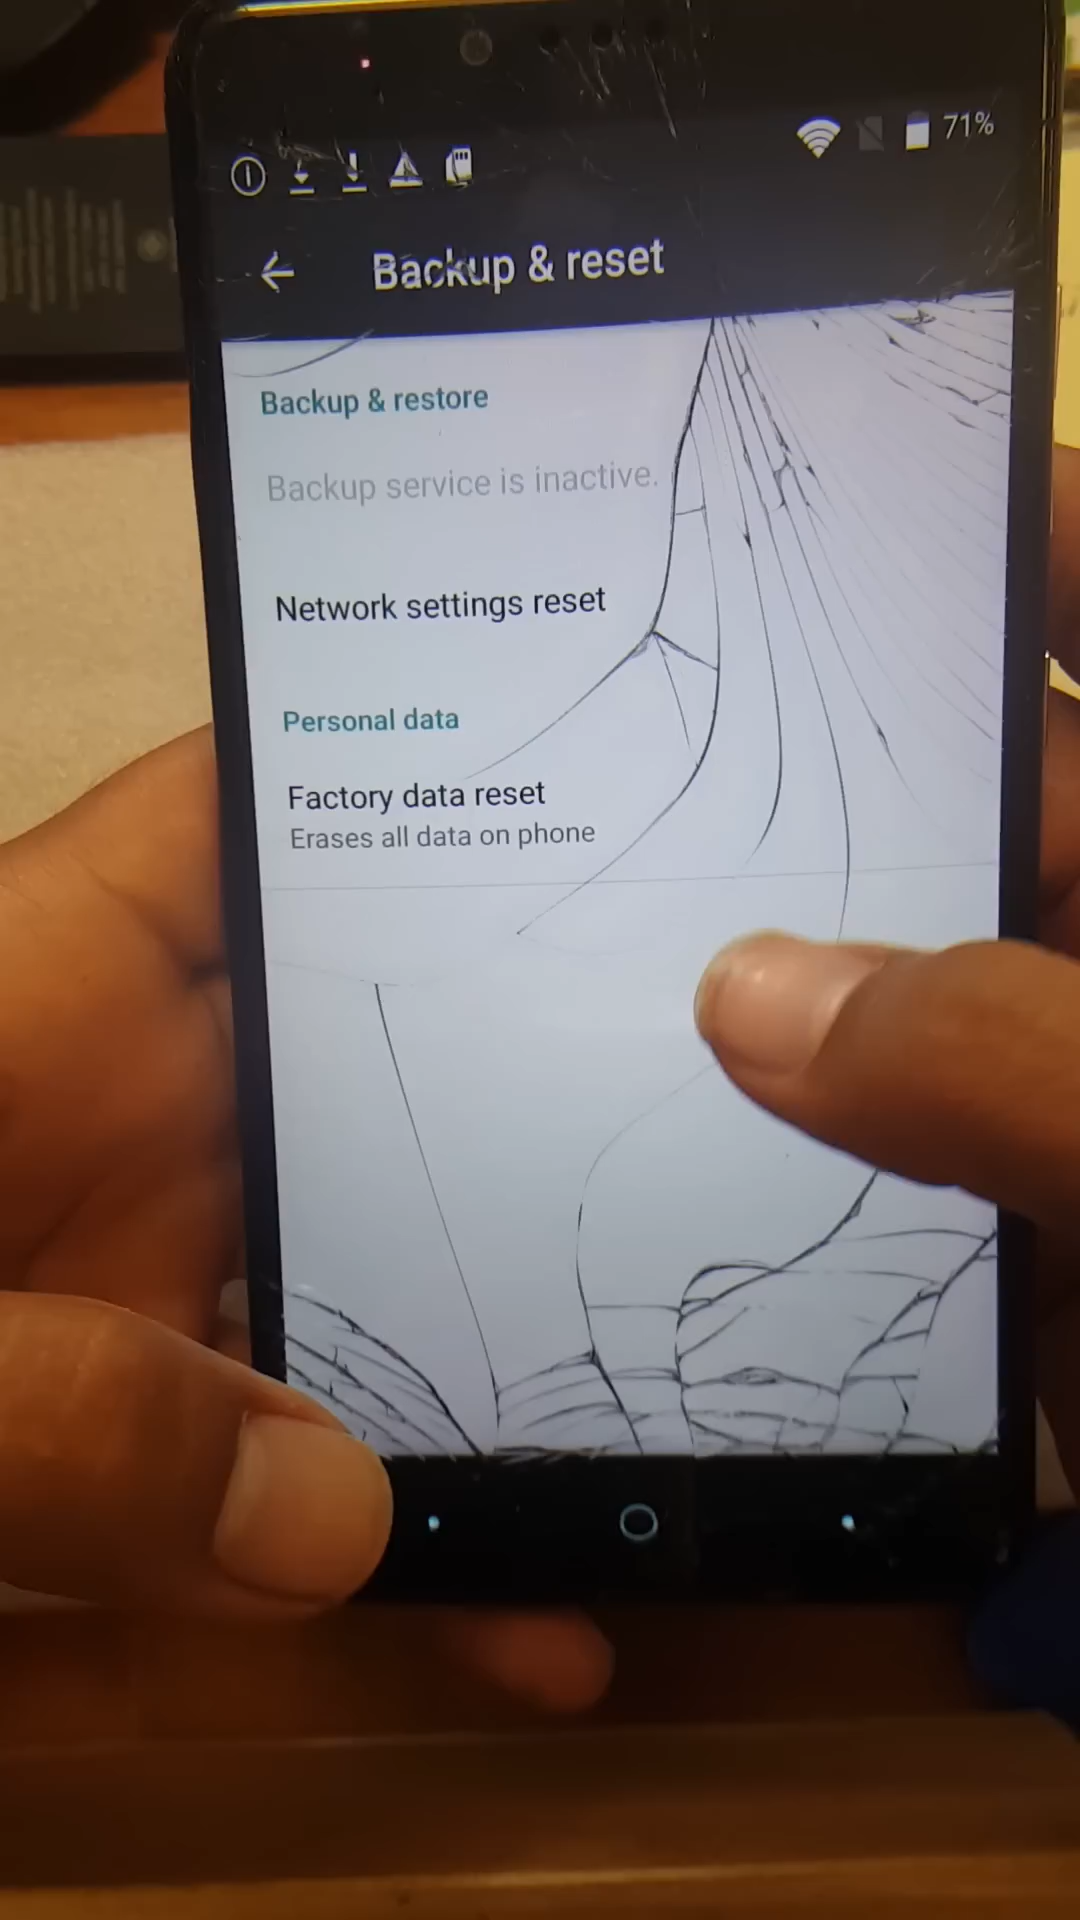 71%
Backup & reset
Backup & restore
Backup service is inactive.
Network settings reset
Personal data
Factory data reset
Erases all data on phone